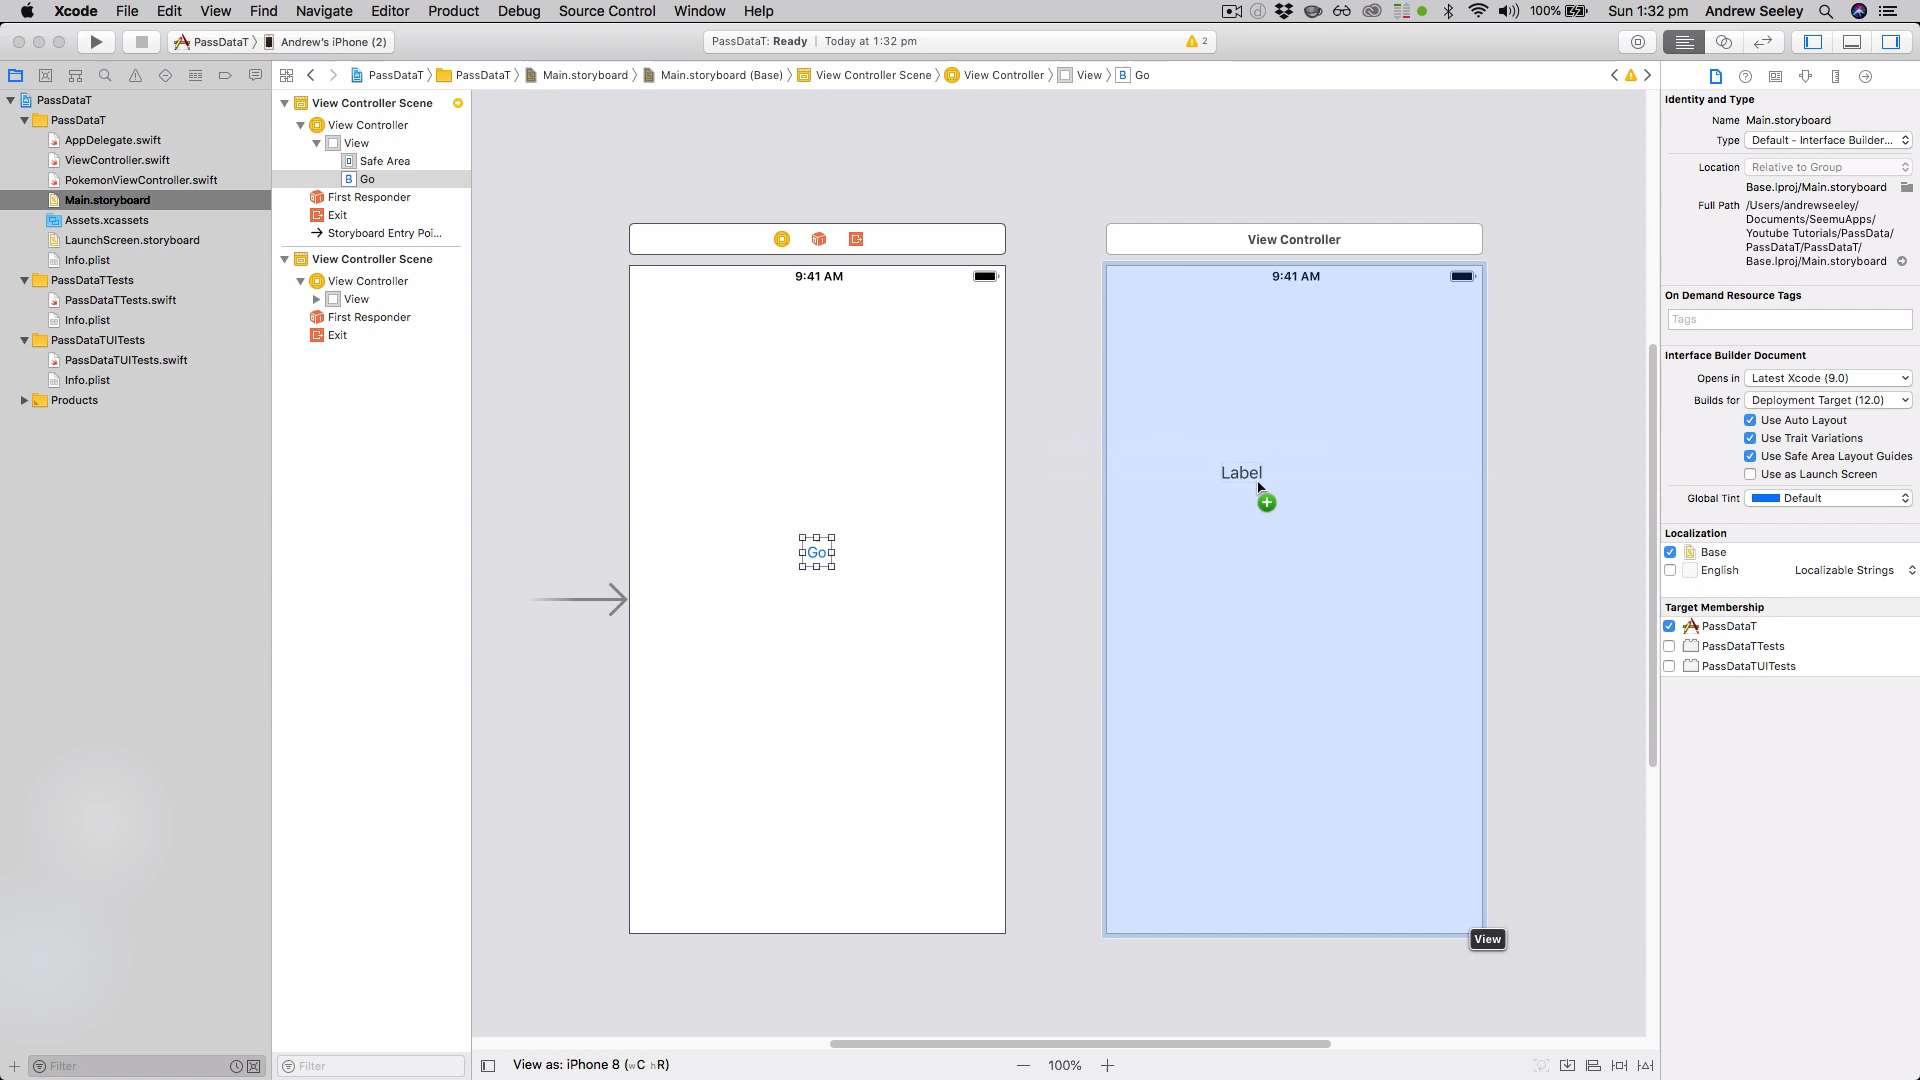 Xcode File Edit View Find Navigate Editor Product Debug Source Control Window Help 100% Sun 1:32 pm Andrew Seeley
PassDataT Andrew's iPhone (2) PassDataT: Ready Today at 1:32 pm 2
PassDataT PassDataT Main.storyboard Main.storyboard (Base) View Controller Scene View Controller View B Go
PassDataT
PassDataT
AppDelegate.swift
ViewController.swift
PokemonViewController.swift
Main.storyboard
Assets.xcassets
LaunchScreen.storyboard
Info.plist
PassDataTTests
PassDataTTests.swift
Info.plist
PassDataTUITests
PassDataTUITests.swift
Info.plist
Products
Filter
View Controller Scene
View Controller
View
Safe Area
B Go
First Responder
Exit
Storyboard Entry Poi...
View Controller Scene
View Controller
View
First Responder
Exit
Filter
9:41 AM
Go
View Controller
9:41 AM
Label
View
View as: iPhone 8 (wC hR)
100%
Identity and Type
Name Main.storyboard
Type Default - Interface Builder...
Location Relative to Group
Base.lproj/Main.storyboard
Full Path /Users/andrewseeley/
Documents/SeemuApps/
Youtube Tutorials/PassData/
PassDataT/PassDataT/
Base.lproj/Main.storyboard
On Demand Resource Tags
Tags
Interface Builder Document
Opens in Latest Xcode (9.0)
Builds for Deployment Target (12.0)
Use Auto Layout
Use Trait Variations
Use Safe Area Layout Guides
Use as Launch Screen
Global Tint Default
Localization
Base
English Localizable Strings
Target Membership
PassDataT
PassDataTTests
PassDataTUITests